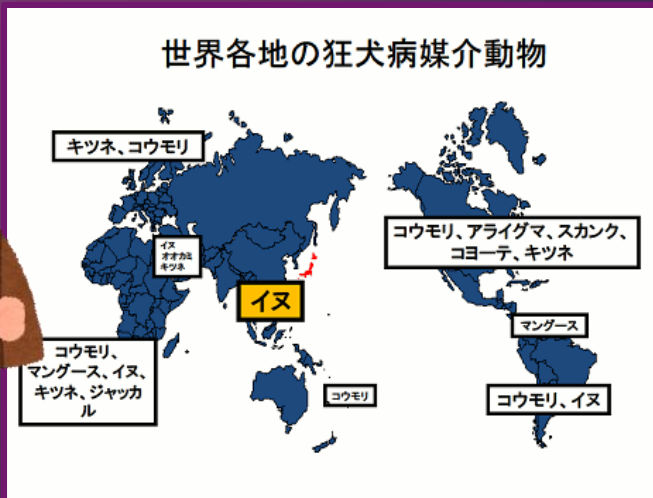 世界各地の狂犬病媒介動物
キツネ、コウモリ
コウモリ、アライグマ、スカンク、
コヨーテ、キツネ
イヌ
オオカミ
キツネ
イヌ
マングース
コウモリ、
マングース、イヌ、
キツネ、ジャッカ
ル
コウモリ
コウモリ、イヌ